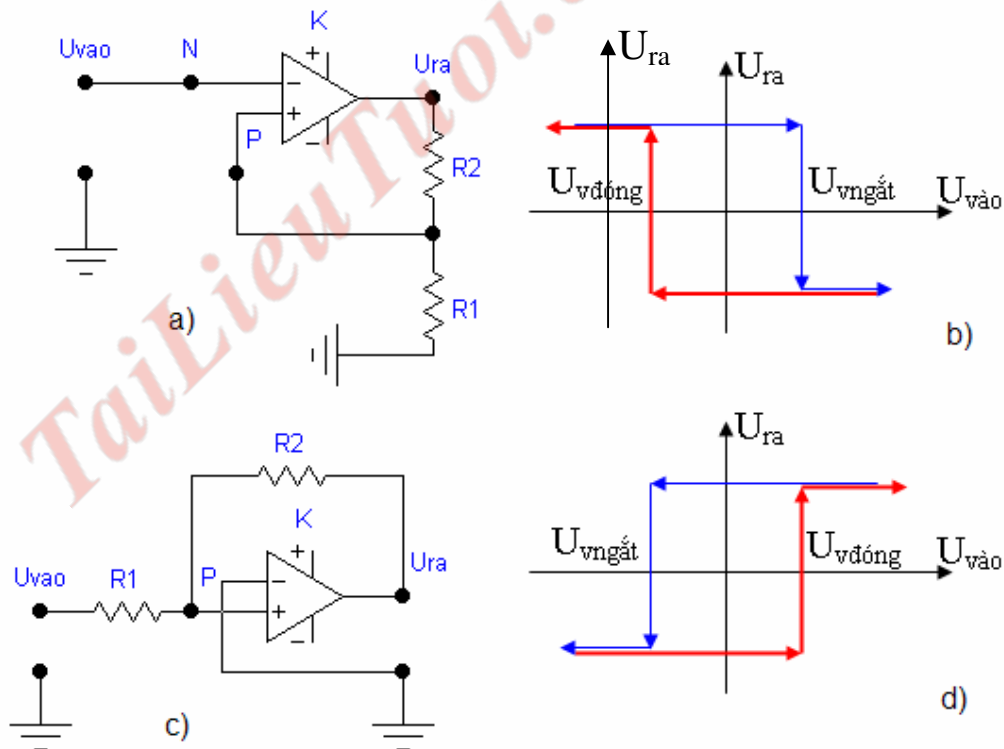 TaiLieuTuoi.
K
Uvao
N
Ura
−
+
P
R2
R1
a)
Ura
Ura
Uvđóng
Uvngắt
Uvào
b)
R2
K
Uvao
R1
P
Ura
−
+
c)
Ura
Uvngắt
Uvđóng
Uvào
d)